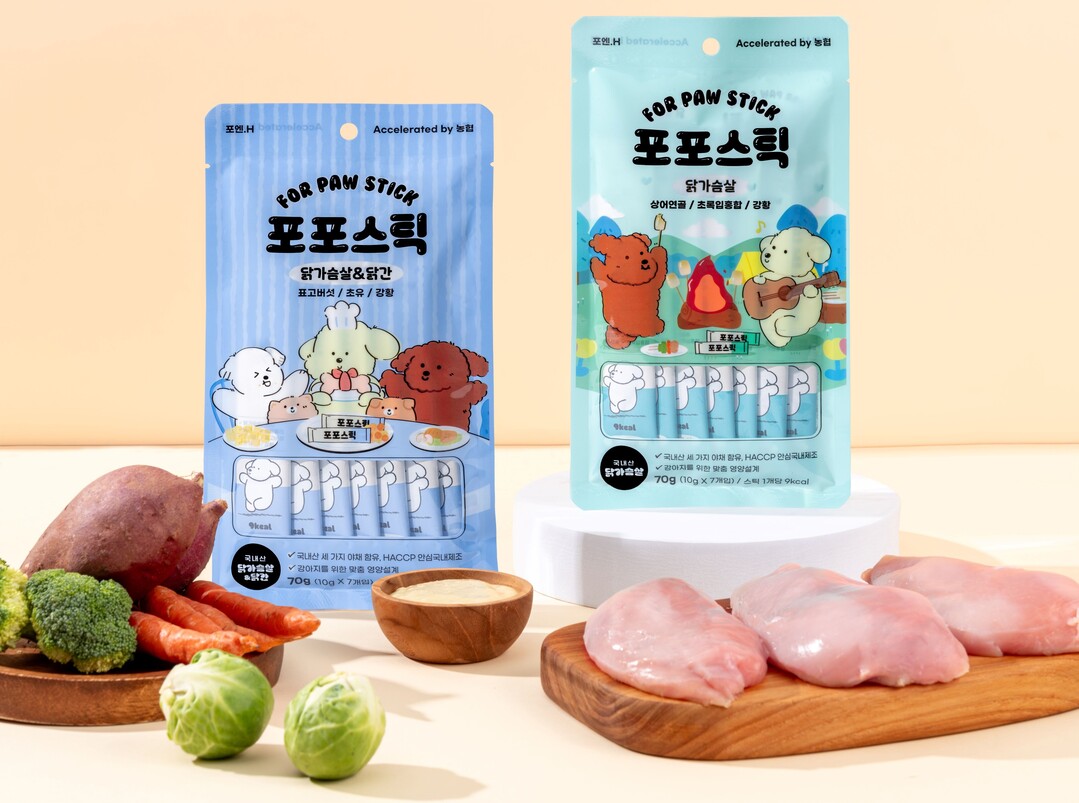 포엔.H
Accelerated by 농협
FOR PAW STICK
포포스틱
닭가슴살&닭간
표고버섯 / 초유 / 강황
포포스틱
포포스틱
9kcal
kcal
국내산
닭가슴살
&닭간
국내산 세 가지 야채 함유, HACCP 안심국내제조
강아지를 위한 맞춤 영양설계
70g (10g X 7개입)
포엔.H
Accelerated by 농협
FOR PAW STICK
포포스틱
닭가슴살
상어연골 / 초록입홍합 / 강황
포포스틱
포포스틱
9kcal
kcal
국내산
닭가슴살
국내산 세 가지 야채 함유, HACCP 안심국내제조
강아지를 위한 맞춤 영양설계
70g (10g X 7개입) / 스틱 1개당 9kcal